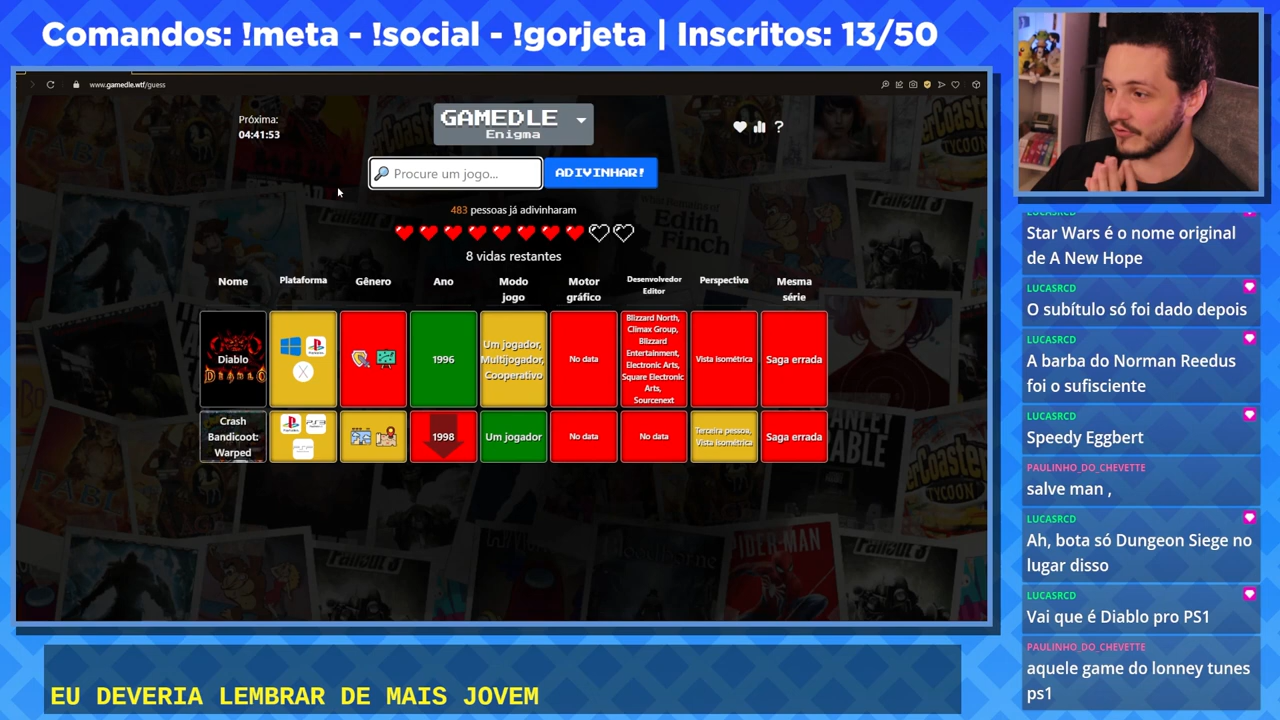 Comandos: !meta - !social - !gorjeta | Inscritos: 13/50
www.gamedle.wtf/guess
Próxima:
04:41:53
GAMEDLE
Enigma
?
Procure um jogo...
ADIVINHAR!
483 pessoas já adivinharam
8 vidas restantes
Nome
Plataforma
Gênero
Ano
Modo
jogo
Motor
gráfico
Desenvolvedor
Editor
Perspectiva
Mesma
série
Diablo
1996
Um jogador,
Multijogador,
Cooperativo
No data
Blizzard North,
Climax Group,
Blizzard
Entertainment,
Electronic Arts,
Square Electronic
Arts,
Sourcenext
Vista isométrica
Saga errada
Crash
Bandicoot:
Warped
1998
Um jogador
No data
No data
Terceira pessoa,
Vista isométrica
Saga errada
LUCASRCD
Star Wars é o nome original
de A New Hope
LUCASRCD
O subítulo só foi dado depois
LUCASRCD
A barba do Norman Reedus
foi o sufisciente
LUCASRCD
Speedy Eggbert
PAULINHO_DO_CHEVETTE
salve man ,
LUCASRCD
Ah, bota só Dungeon Siege no
lugar disso
LUCASRCD
Vai que é Diablo pro PS1
PAULINHO_DO_CHEVETTE
aquele game do lonney tunes
ps1
EU DEVERIA LEMBRAR DE MAIS JOVEM